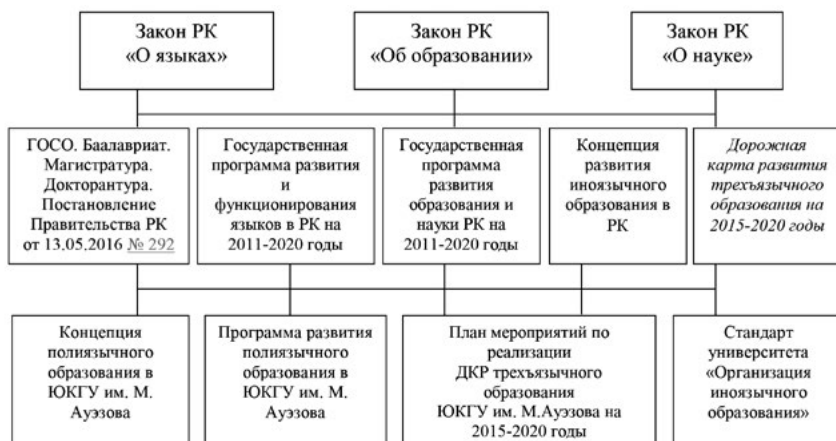 Закон РК
«О языках»
Закон РК
«Об образовании»
Закон РК
«О науке»
ГОСО. Баалавриат.
Магистратура.
Докторантура.
Постановление
Правительства РК
от 13.05.2016 № 292
Государственная
программа развития
и
функционирования
языков в РК на
2011-2020 годы
Государственная
программа
развития
образования и
науки РК на
2011-2020 годы
Концепция
развития
иноязычного
образования в
РК
Дорожная
карта развития
трехъязычного
образования на
2015-2020 годы
Концепция
полиязычного
образования в
ЮКГУ им. М.
Ауэзова
Программа развития
полиязычного
образования в
ЮКГУ им. М.
Ауэзова
План мероприятий по
реализации
ДКР трехъязычного
образования
ЮКГУ им. М.Ауэзова на
2015-2020 годы
Стандарт
университета
«Организация
иноязычного
образования»